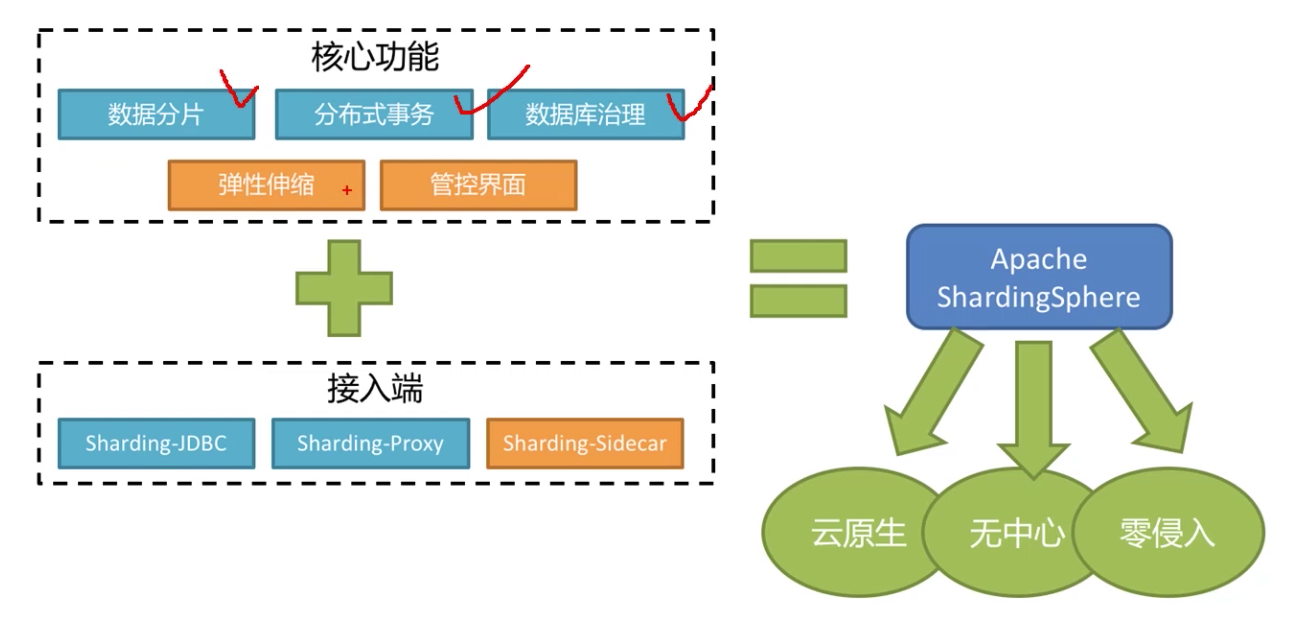 核心功能
数据分片
分布式事务
数据库治理
弹性伸缩
管控界面
接入端
Sharding-JDBC
Sharding-Proxy
Sharding-Sidecar
Apache
ShardingSphere
云原生
无中心
零侵入